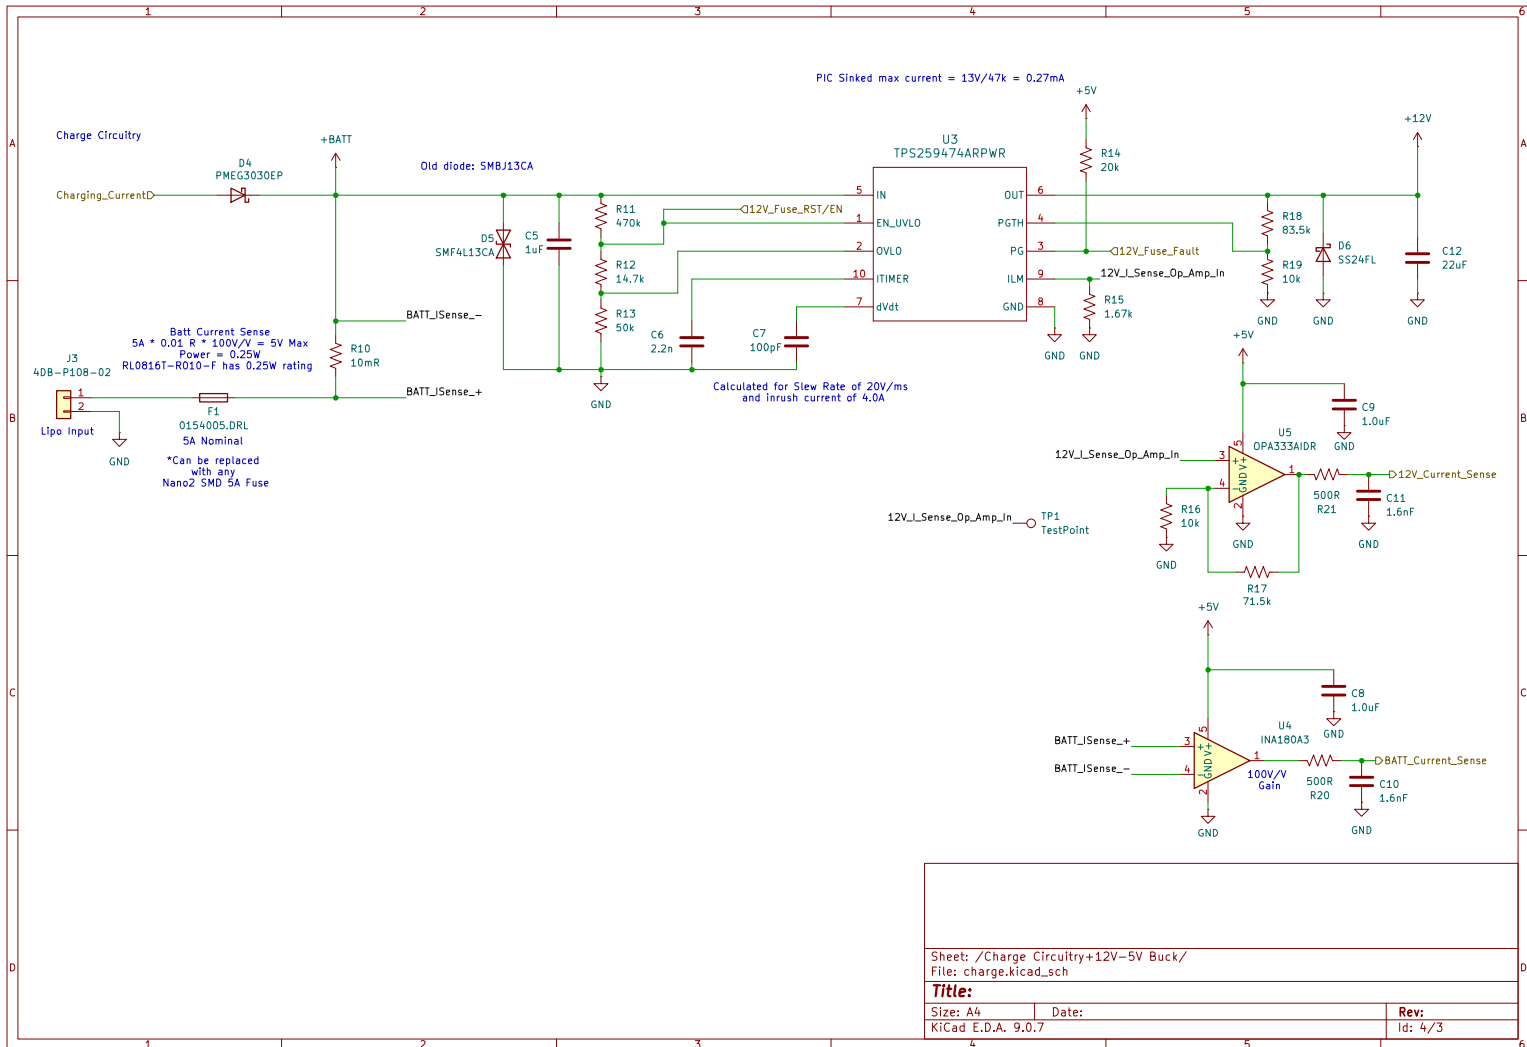 1 2 3 4 5 6
A
B
C
D
A
B
C
D
1 2 3 4 5 6
Charge Circuitry
Charging_Current
D4
PMEG3030EP
+BATT
Old diode: SMBJ13CA
D5
SMF4L13CA
C5
1uF
R11
470k
R12
14.7k
R13
50k
GND
12V_Fuse_RST/EN
C6
2.2n
C7
100pF
Calculated for Slew Rate of 20V/ms
and inrush current of 4.0A
PIC Sinked max current = 13V/47k = 0.27mA
U3
TPS259474ARPWR
5 IN
1 EN_UVLO
2 OVLO
10 ITIMER
7 dVdt
OUT 6
PGTH 4
PG 3
ILM 9
GND 8
+5V
R14
20k
12V_Fuse_Fault
12V_I_Sense_Op_Amp_In
R15
1.67k
GND
GND
R18
83.5k
R19
10k
GND
D6
SS24FL
GND
+12V
C12
22uF
GND
Batt Current Sense
5A * 0.01 R * 100V/V = 5V Max
Power = 0.25W
RL0816T-R010-F has 0.25W rating
BATT_ISense_-
R10
10mR
BATT_ISense_+
J3
4DB-P108-02
1
2
Lipo Input
GND
F1
0154005.DRL
5A Nominal
*Can be replaced
with any
Nano2 SMD 5A Fuse
+5V
C9
1.0uF
GND
U5
OPA333AIDR
12V_I_Sense_Op_Amp_In
3
4
5
2
1
+
-
V+
GND
GND
500R
R21
12V_Current_Sense
C11
1.6nF
GND
R16
10k
GND
R17
71.5k
12V_I_Sense_Op_Amp_In
TP1
TestPoint
+5V
C8
1.0uF
GND
U4
INA180A3
BATT_ISense_+
BATT_ISense_-
3
4
5
2
1
+
-
V+
GND
GND
100V/V
Gain
500R
R20
BATT_Current_Sense
C10
1.6nF
GND
Sheet: /Charge Circuitry+12V-5V Buck/
File: charge.kicad_sch
Title:
Size: A4 Date: Rev:
KiCad E.D.A. 9.0.7 Id: 4/3